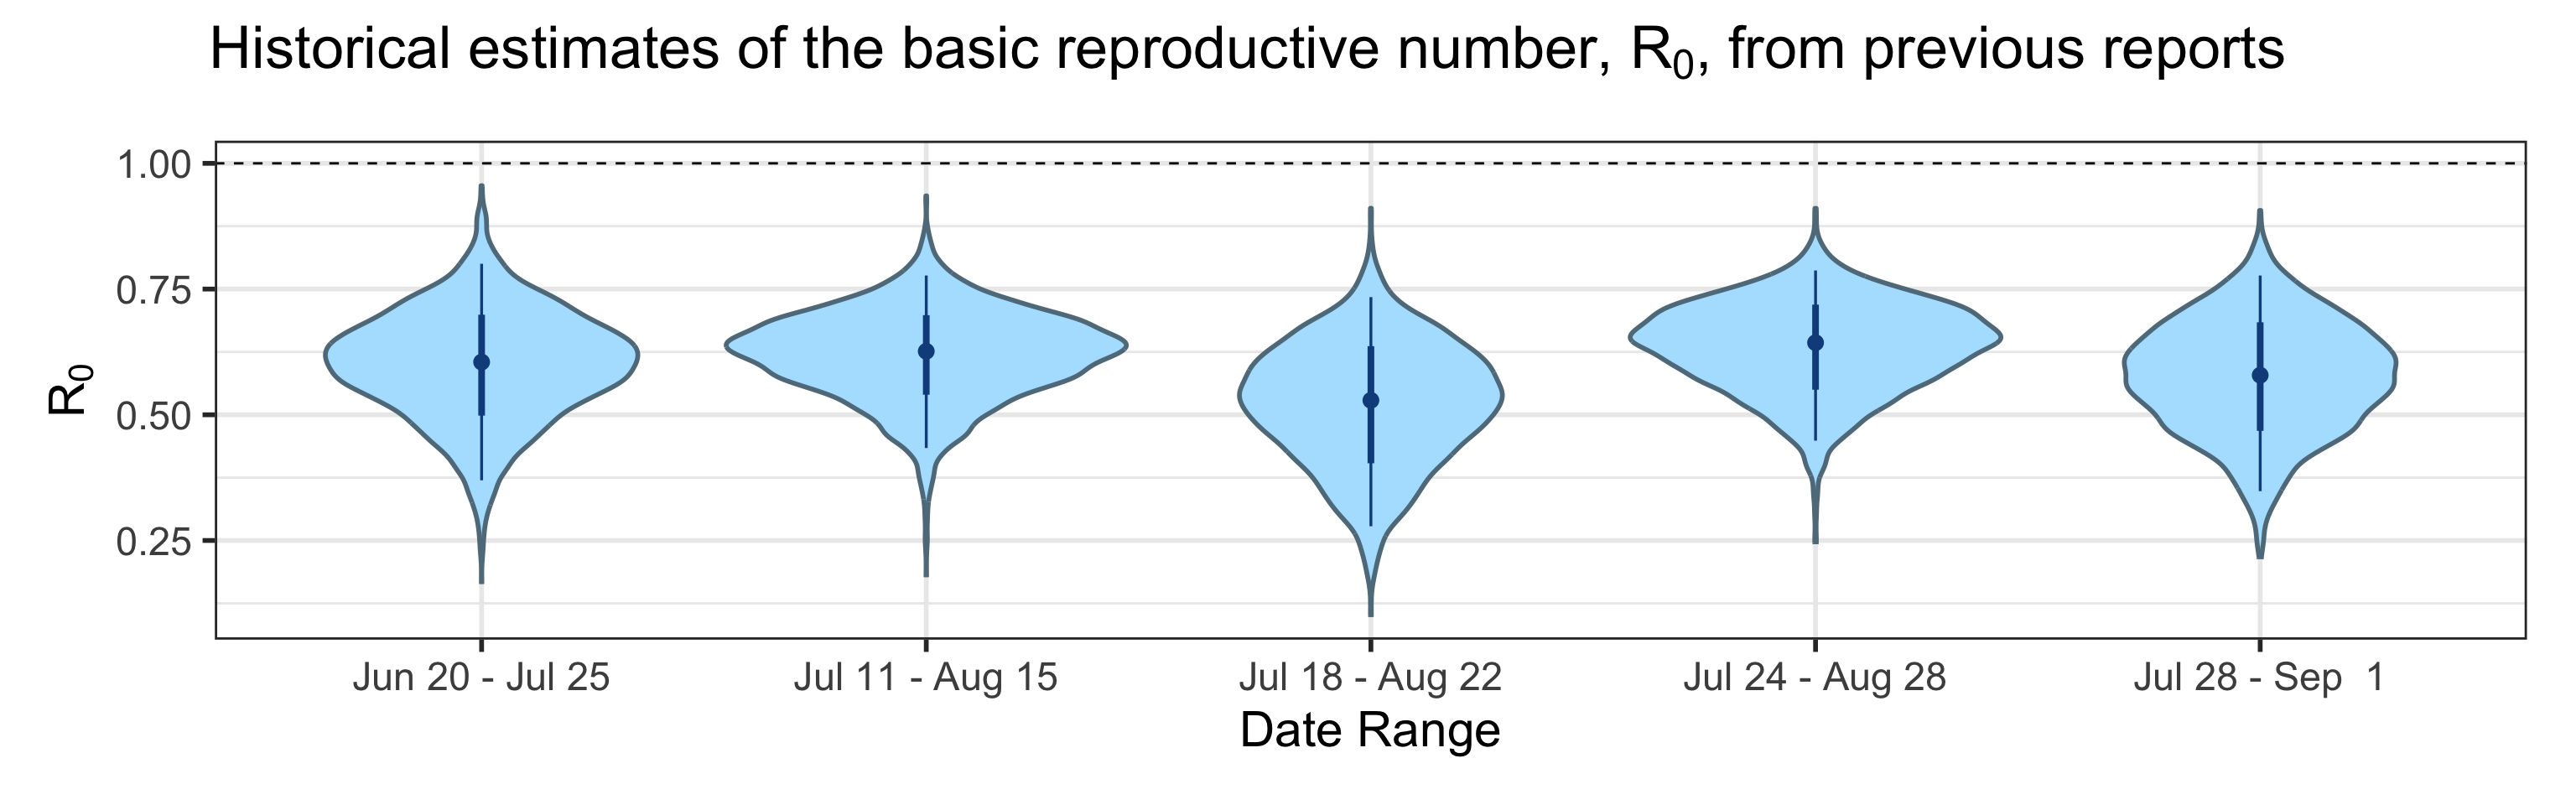 Historical estimates of the basic reproductive number, R₀, from previous reports
1.00
0.75
0.50
0.25
R₀
Jun 20 - Jul 25
Jul 11 - Aug 15
Jul 18 - Aug 22
Jul 24 - Aug 28
Jul 28 - Sep  1
Date Range